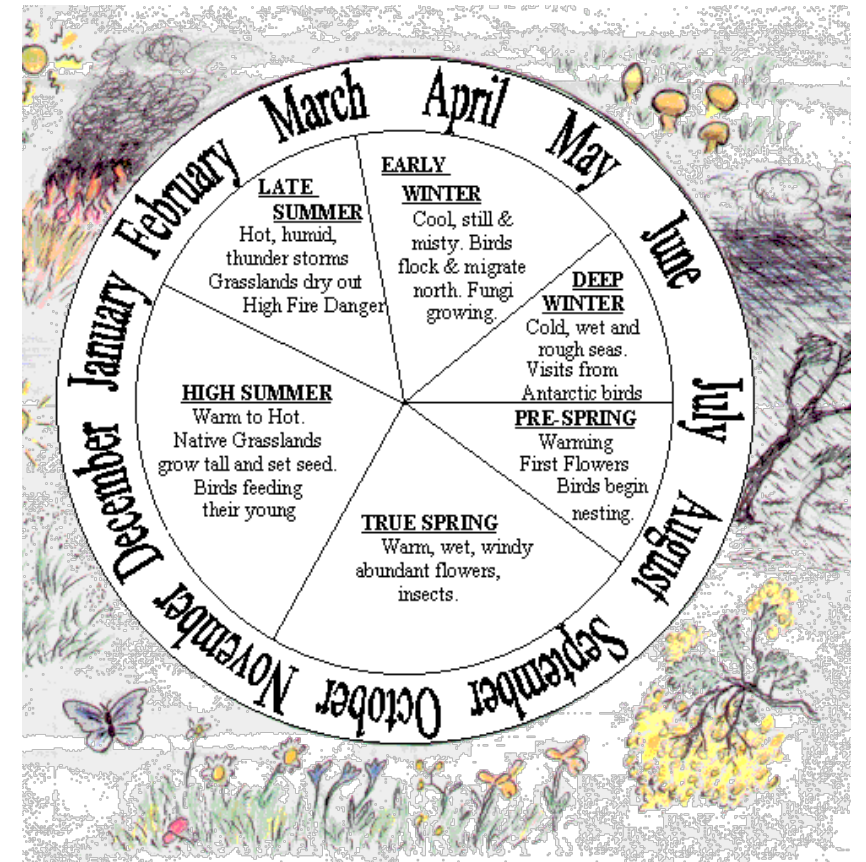 January
February
March
April
May
June
July
August
September
October
November
December
LATE
SUMMER
Hot, humid,
thunder storms
Grasslands dry out
High Fire Danger
EARLY
WINTER
Cool, still &
misty. Birds
flock & migrate
north. Fungi
growing.
DEEP
WINTER
Cold, wet and
rough seas.
Visits from
Antarctic birds
PRE-SPRING
Warming
First Flowers
Birds begin
nesting.
TRUE SPRING
Warm, wet, windy
abundant flowers,
insects.
HIGH SUMMER
Warm to Hot.
Native Grasslands
grow tall and set seed.
Birds feeding
their young